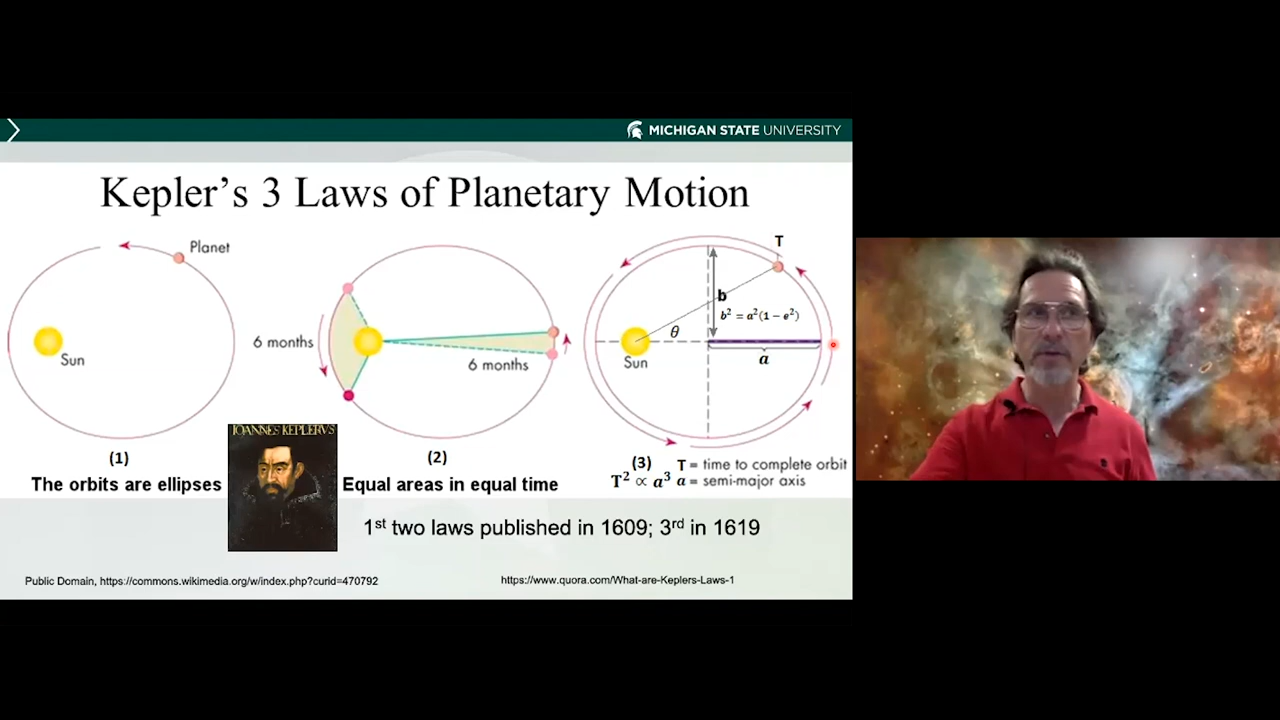 MICHIGAN STATE UNIVERSITY
Kepler's 3 Laws of Planetary Motion
Planet
Sun
(1)
The orbits are ellipses
IOANNES KEPLERVS
6 months
6 months
(2)
Equal areas in equal time
T
b
b² = a²(1 − e²)
θ
Sun
a
(3) T = time to complete orbit
T² ∝ a³ a = semi-major axis
1st two laws published in 1609; 3rd in 1619
Public Domain, https://commons.wikimedia.org/w/index.php?curid=470792
https://www.quora.com/What-are-Keplers-Laws-1